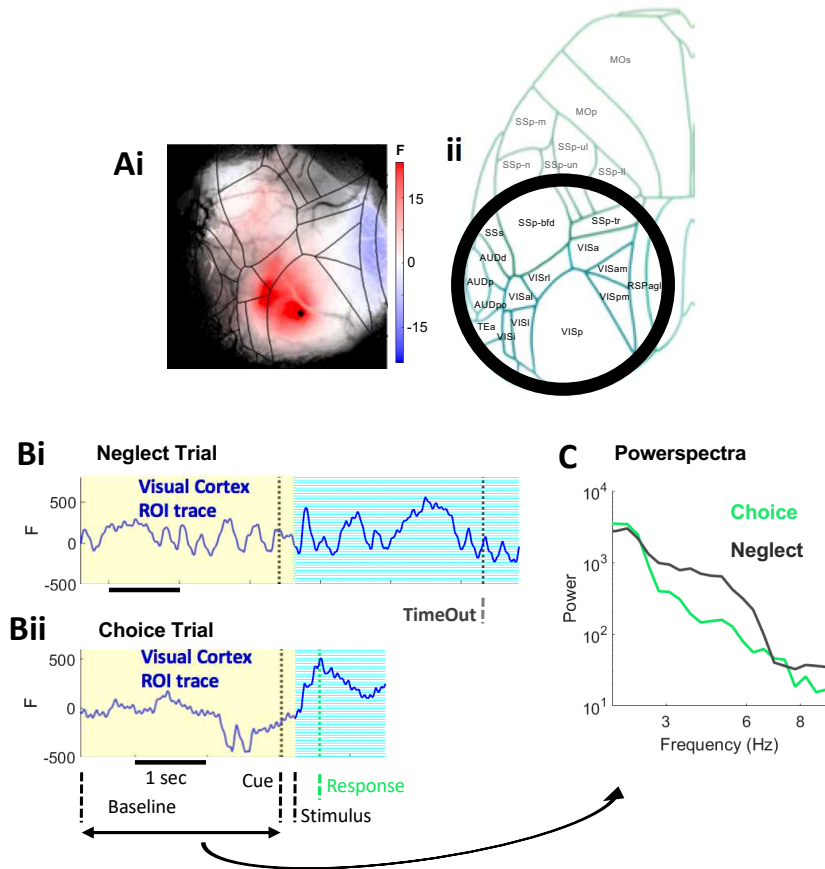 Ai
F
15
0
-15
ii
MOs
MOp
SSp-m
SSp-ul
SSp-n
SSp-un
SSp-ll
SSp-bfd
SSp-tr
SSs
VISa
AUDd
VISam
VISrl
AUDp
RSPagl
VISal
VISpm
AUDpo
TEa
VISl
VISi
VISp
Bi
Neglect Trial
Visual Cortex
ROI trace
F
500
0
-500
TimeOut
Bii
Choice Trial
Visual Cortex
ROI trace
F
500
0
-500
1 sec
Cue
Response
Baseline
Stimulus
C
Powerspectra
Choice
Neglect
Power
10⁴
10³
10²
10¹
3
6
8
Frequency (Hz)